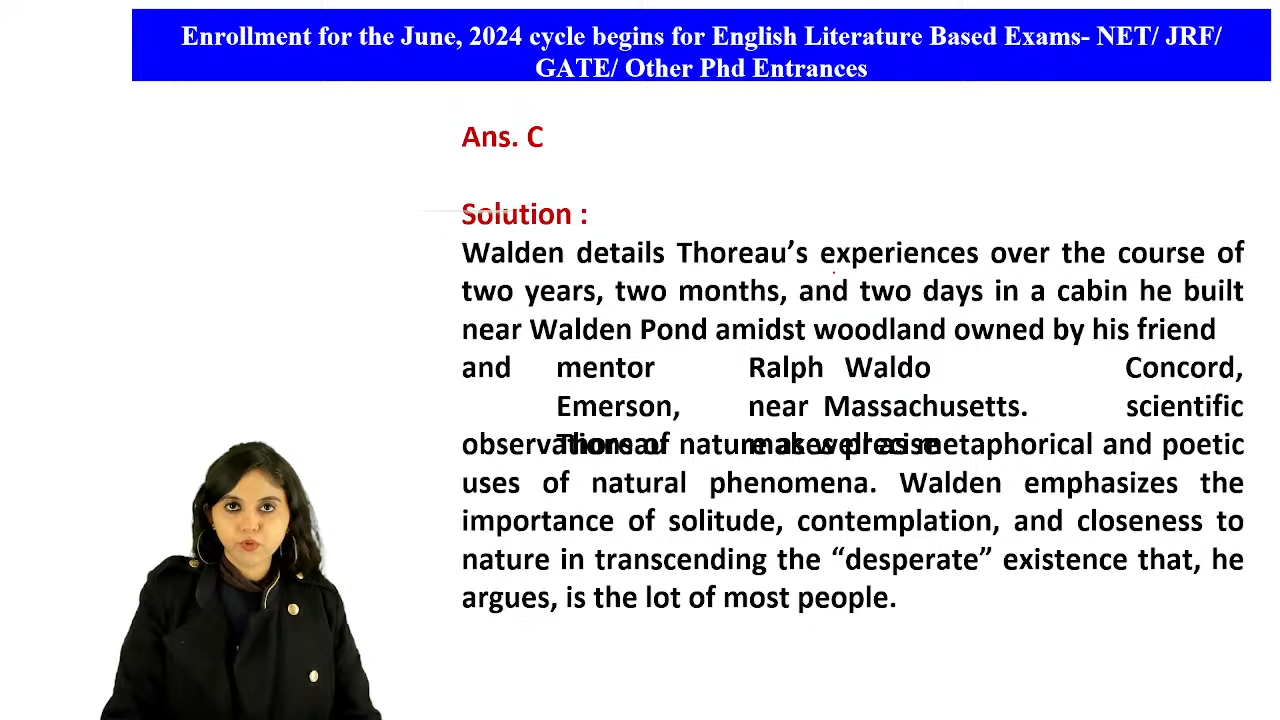 Enrollment for the June, 2024 cycle begins for English Literature Based Exams- NET/ JRF/
GATE/ Other Phd Entrances
Ans. C
Solution :
Walden details Thoreau’s experiences over the course of
two years, two months, and two days in a cabin he built
near Walden Pond amidst woodland owned by his friend
and mentor Ralph Waldo Concord,
Emerson, near Massachusetts. scientific
observations of nature as well as metaphorical and poetic
Thoreau makes precise
uses of natural phenomena. Walden emphasizes the
importance of solitude, contemplation, and closeness to
nature in transcending the “desperate” existence that, he
argues, is the lot of most people.